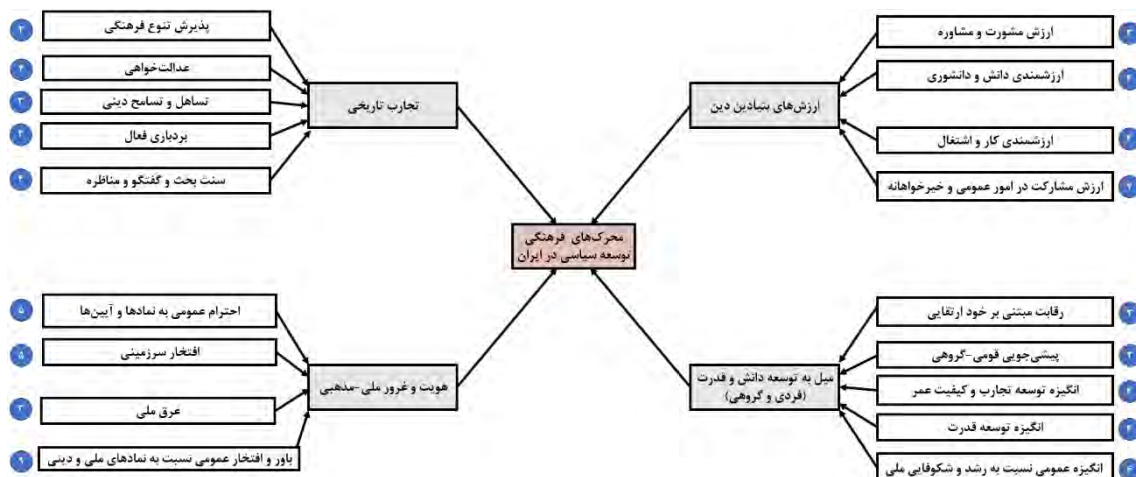 ارزش مشورت و مشاوره
ارزشمندی دانش و دانشوری
ارزشمندی کار و اشتغال
ارزش مشارکت در امور عمومی و خیرخواهانه
ارزش‌های بنیادین دین
پذیرش تنوع فرهنگی
۲
عدالت‌خواهی
تساهل و تسامح دینی
بردباری فعال
سنت بحث و گفتگو و مناظره
تجارب تاریخی
محرک‌های فرهنگی
توسعه سیاسی در ایران
رقابت مبتنی بر خود ارتقایی
پیشی‌جویی قومی-گروهی
انگیزه توسعه تجارب و کیفیت عمر
انگیزه توسعه قدرت
انگیزه عمومی نسبت به رشد و شکوفایی ملی
میل به توسعه دانش و قدرت
(فردی و گروهی)
احترام عمومی به نمادها و آیین‌ها
۵
افتخار سرزمینی
۵
عرق ملی
باور و افتخار عمومی نسبت به نمادهای ملی و دینی
۹
هویت و غرور ملی-مذهبی